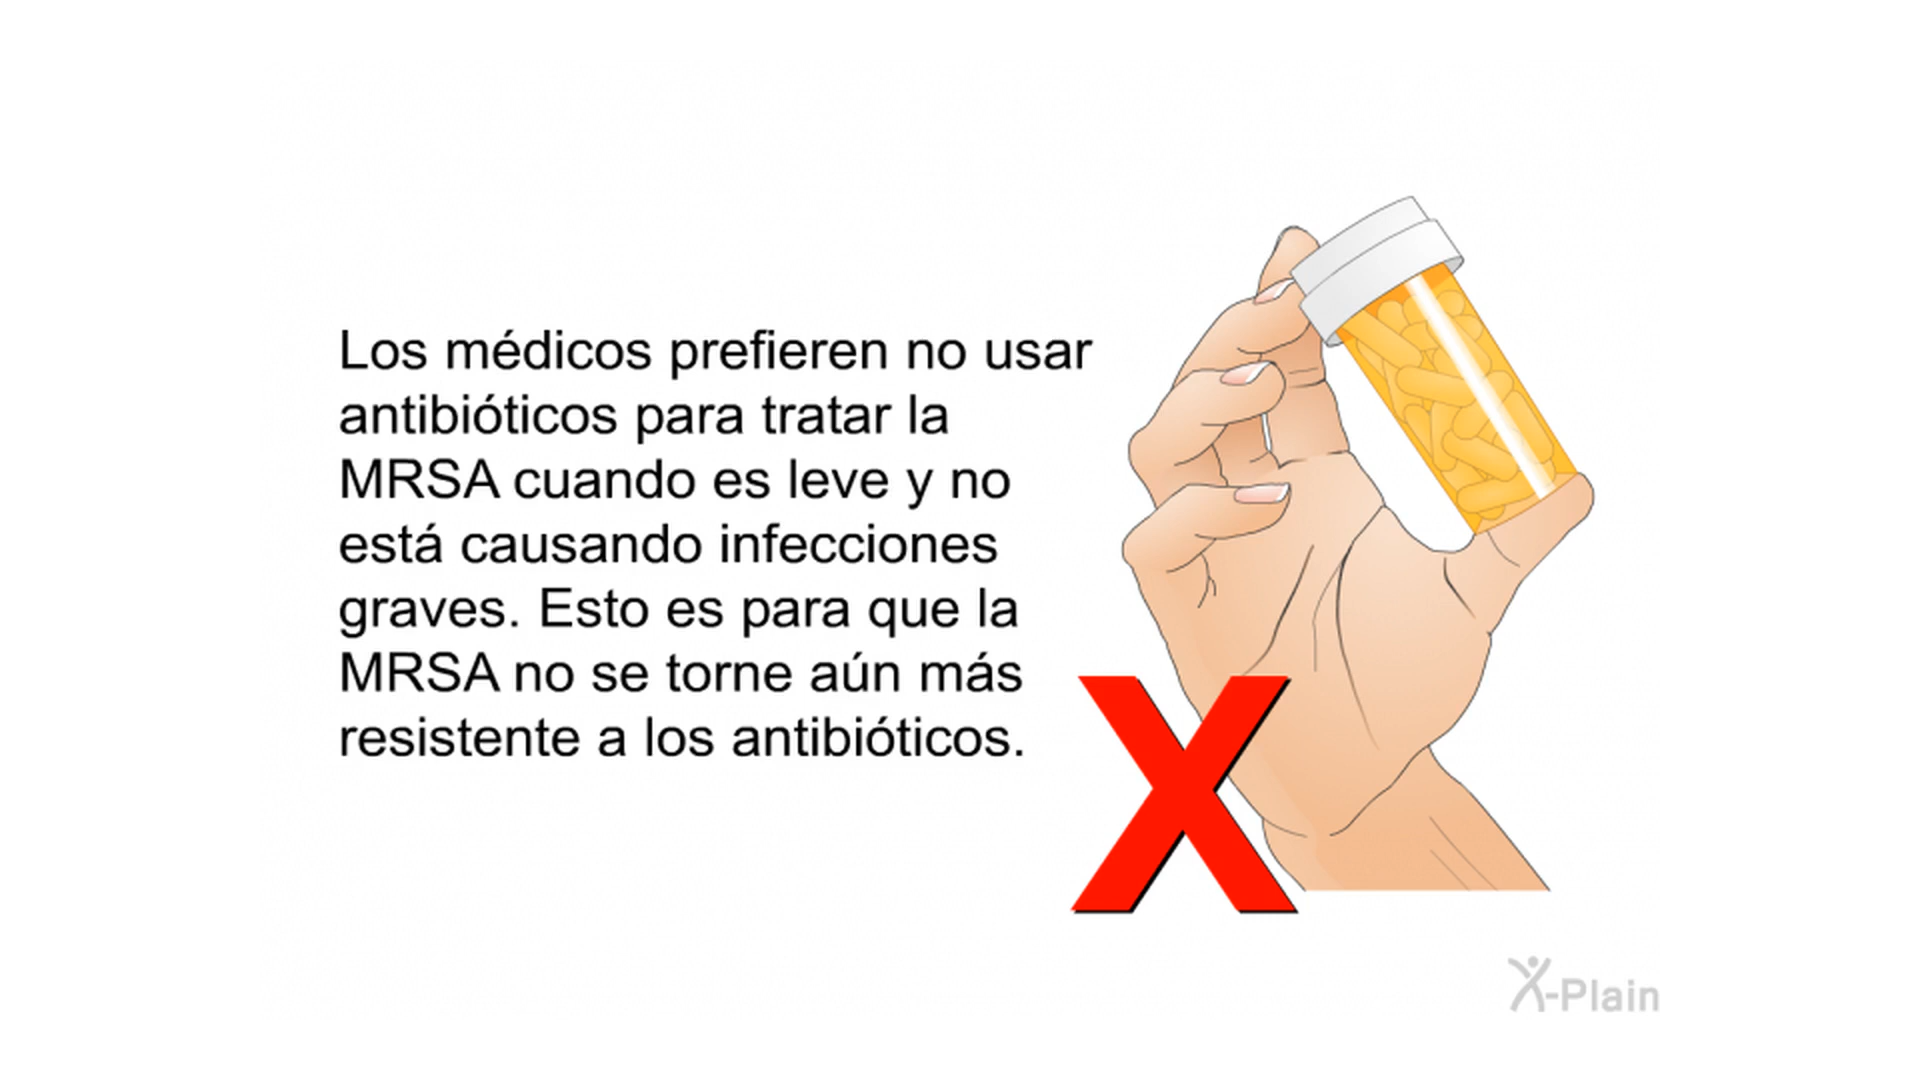 Los médicos prefieren no usar
antibióticos para tratar la
MRSA cuando es leve y no
está causando infecciones
graves. Esto es para que la
MRSA no se torne aún más
resistente a los antibióticos.
X
X-Plain